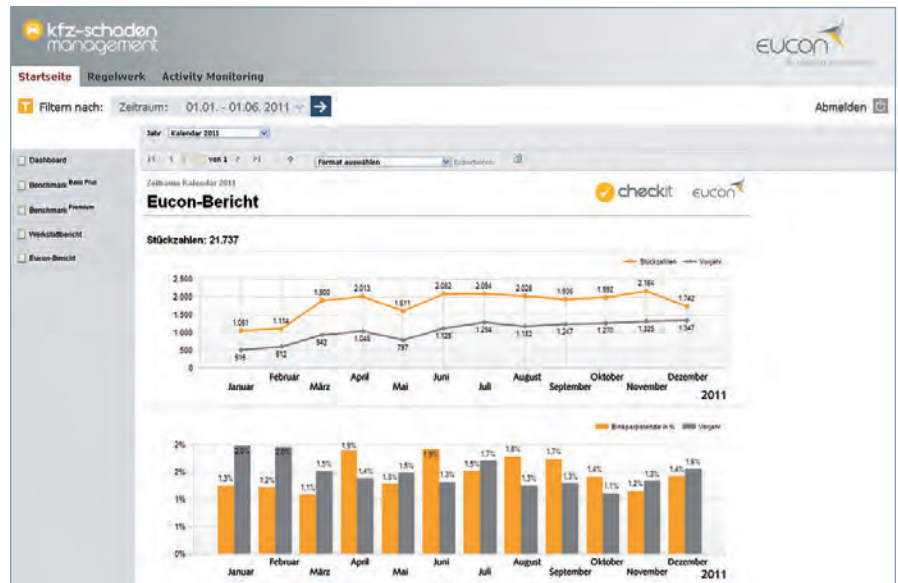 kfz-schaden
management
eucon
Startseite Regelwerk Activity Monitoring
Filtern nach: Zeitraum: 01.01. - 01.06. 2011
Abmelden
Jahr Kalendar 2011
von 1 Format auswählen Exportieren
Dashboard
Benchmark Basis Plus
Benchmark Premium
Werkstattbericht
Eucon-Bericht
Zeitraum: Kalendar 2011
Eucon-Bericht
checkit eucon
Stückzahlen: 21.737
Stückzahlen Vorjahr
2.500
2.000
1.500
1.000
500
0
1.061 1.114 1.900 2.013 1.611 2.082 2.094 2.028 1.906 1.992 2.184 1.742
515 612 942 1.046 787 1.125 1.294 1.182 1.247 1.270 1.325 1.347
Januar Februar März April Mai Juni Juli August September Oktober November Dezember
2011
Einsparpotenzial in % Vorjahr
2%
2%
1%
1%
0%
1.3% 2.0% 1.2% 2.0% 1.1% 1.5% 1.9% 1.4% 1.3% 1.5% 1.9% 1.3% 1.5% 1.7% 1.8% 1.3% 1.7% 1.3% 1.4% 1.1% 1.2% 1.3% 1.4% 1.6%
Januar Februar März April Mai Juni Juli August September Oktober November Dezember
2011